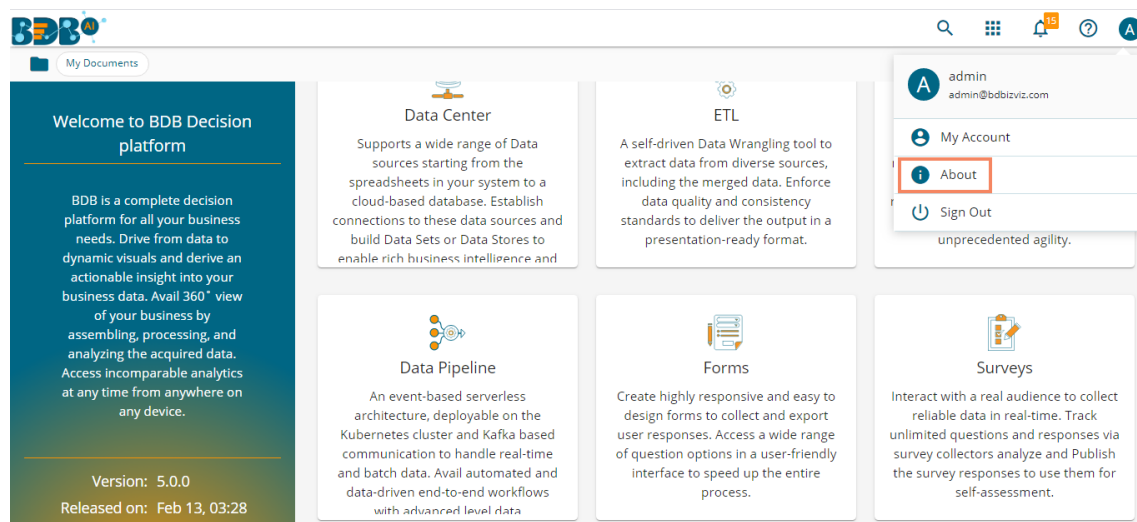 BDB AI
15
A
My Documents
A
admin
admin@bdbizviz.com
My Account
About
Sign Out
Welcome to BDB Decision
platform
BDB is a complete decision
platform for all your business
needs. Drive from data to
dynamic visuals and derive an
actionable insight into your
business data. Avail 360° view
of your business by
assembling, processing, and
analyzing the acquired data.
Access incomparable analytics
at any time from anywhere on
any device.
Version: 5.0.0
Released on: Feb 13, 03:28
Data Center
Supports a wide range of Data
sources starting from the
spreadsheets in your system to a
cloud-based database. Establish
connections to these data sources and
build Data Sets or Data Stores to
enable rich business intelligence and
ETL
A self-driven Data Wrangling tool to
extract data from diverse sources,
including the merged data. Enforce
data quality and consistency
standards to deliver the output in a
presentation-ready format.
unprecedented agility.
Data Pipeline
An event-based serverless
architecture, deployable on the
Kubernetes cluster and Kafka based
communication to handle real-time
and batch data. Avail automated and
data-driven end-to-end workflows
with advanced level data
Forms
Create highly responsive and easy to
design forms to collect and export
user responses. Access a wide range
of question options in a user-friendly
interface to speed up the entire
process.
Surveys
Interact with a real audience to collect
reliable data in real-time. Track
unlimited questions and responses via
survey collectors analyze and Publish
the survey responses to use them for
self-assessment.